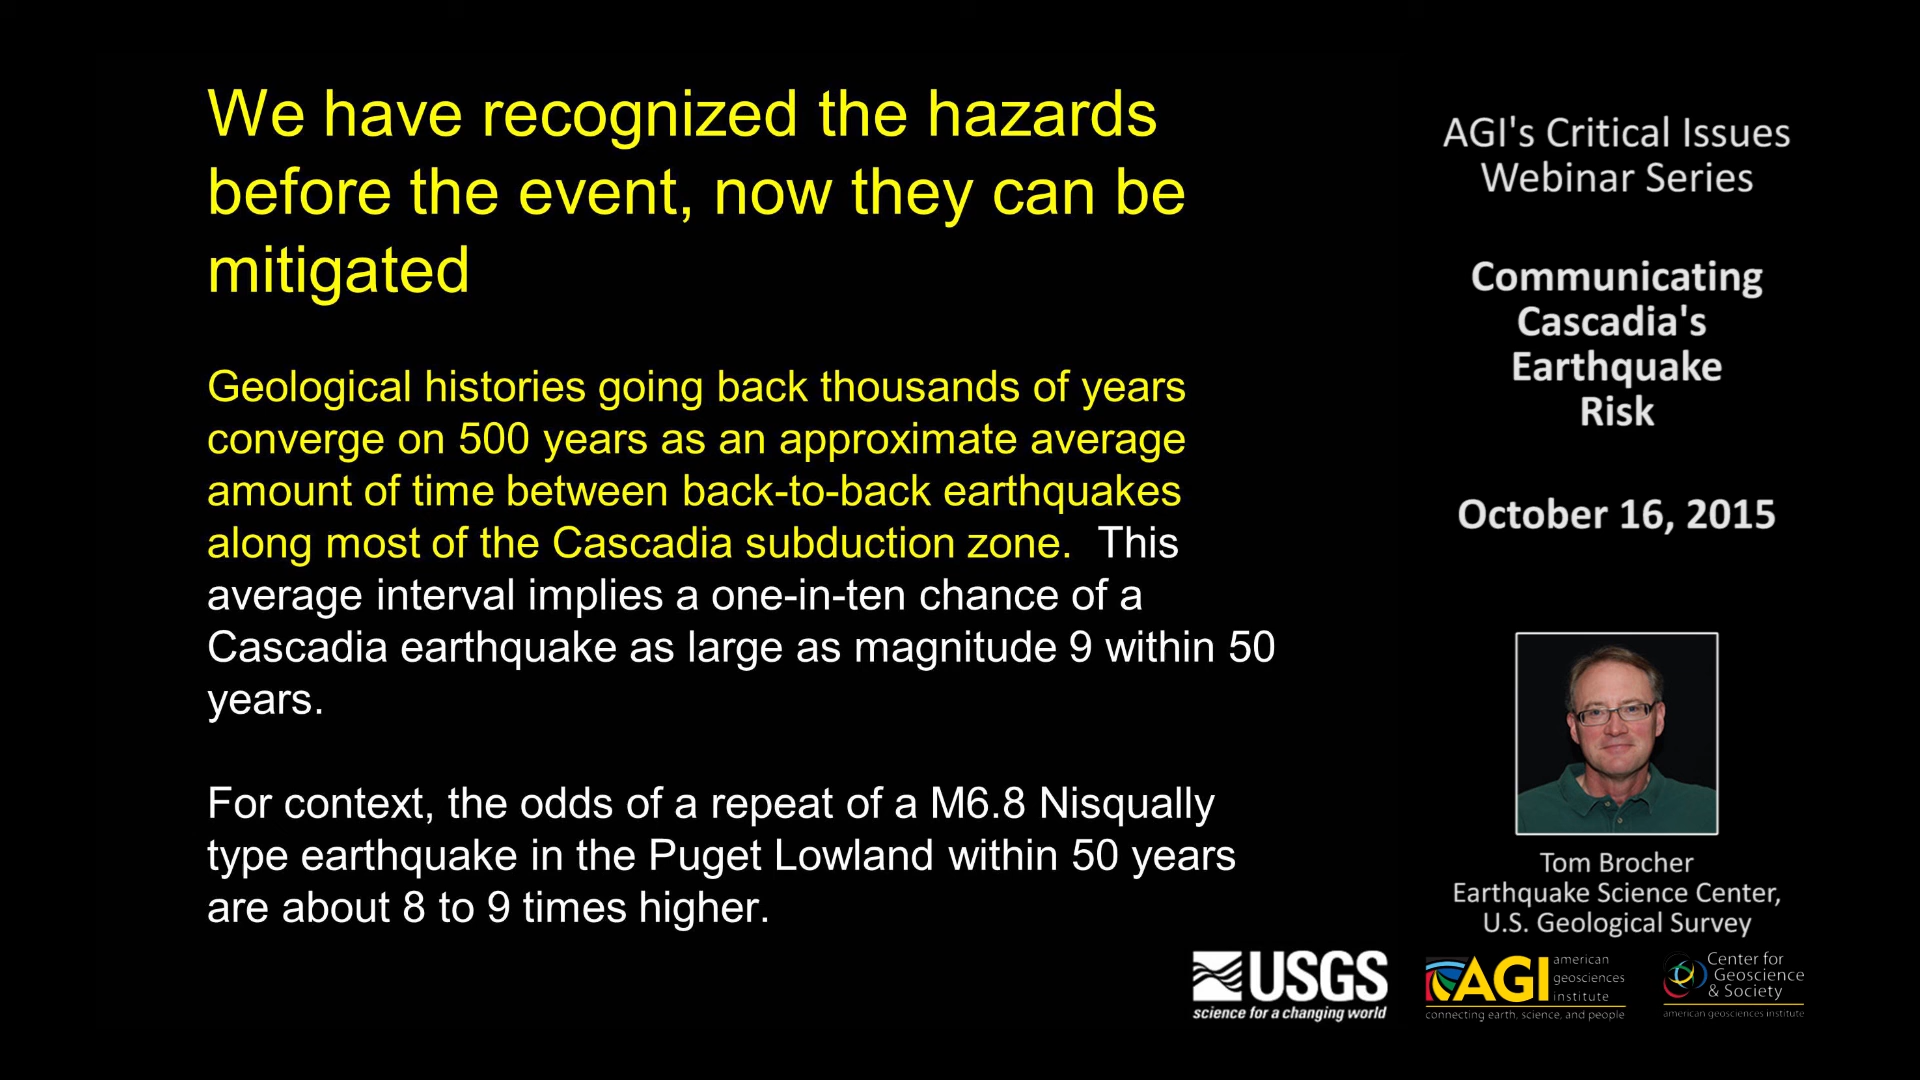 We have recognized the hazards
before the event, now they can be
mitigated
Geological histories going back thousands of years
converge on 500 years as an approximate average
amount of time between back-to-back earthquakes
along most of the Cascadia subduction zone. This
average interval implies a one-in-ten chance of a
Cascadia earthquake as large as magnitude 9 within 50
years.
For context, the odds of a repeat of a M6.8 Nisqually
type earthquake in the Puget Lowland within 50 years
are about 8 to 9 times higher.
AGI's Critical Issues
Webinar Series
Communicating
Cascadia's
Earthquake
Risk
October 16, 2015
Tom Brocher
Earthquake Science Center,
U.S. Geological Survey
USGS
science for a changing world
AGI
american
geosciences
institute
connecting earth, science, and people
Center for
Geoscience
& Society
american geosciences institute